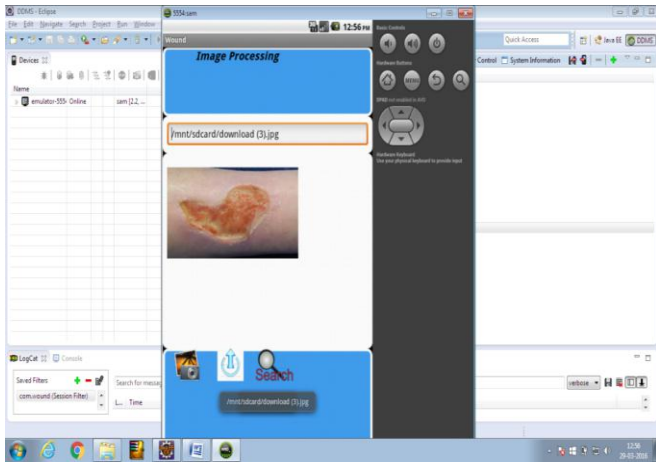 DDMS - Eclipse
5554:sem
File Edit Navigate Search Project Run Window
12:56 PM
Wound
Basic Controls
Quick Access
Java EE
DDMS
Devices
Image Processing
Control
System Information
Hardware Buttons
MENU
Name
emulator-555 Online
sem [2.2, ...
DPAD not enabled in AVD
/mnt/sdcard/download (3).jpg
Hardware Keyboard
Use your physical keyboard to provide input
LogCat
Console
Saved Filters
Search for messag
Search
verbose
com.wound (Session Filter)
L...
Time
/mnt/sdcard/download (3).jpg
12:56
29-03-2016